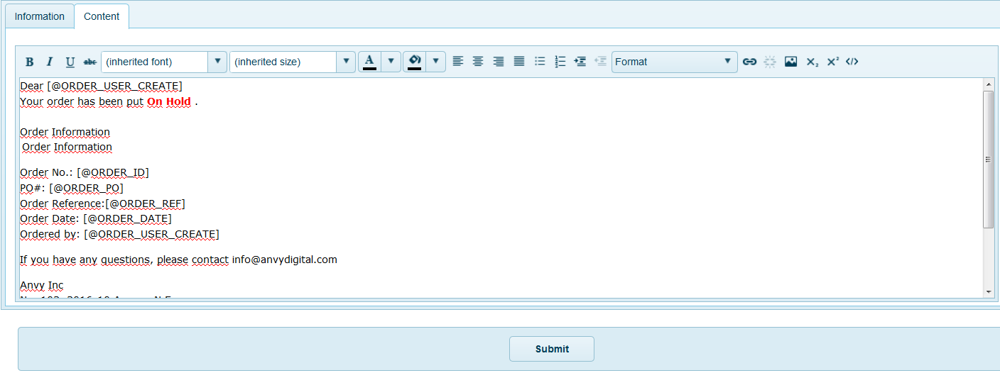 Information Content
B I U abc (inherited font) (inherited size) A Format X₂ X² </>
Dear [@ORDER_USER_CREATE]
Your order has been put On Hold .
Order Information
Order Information
Order No.: [@ORDER_ID]
PO#: [@ORDER_PO]
Order Reference:[@ORDER_REF]
Order Date: [@ORDER_DATE]
Ordered by: [@ORDER_USER_CREATE]
If you have any questions, please contact info@anvydigital.com
Anvy Inc
Submit